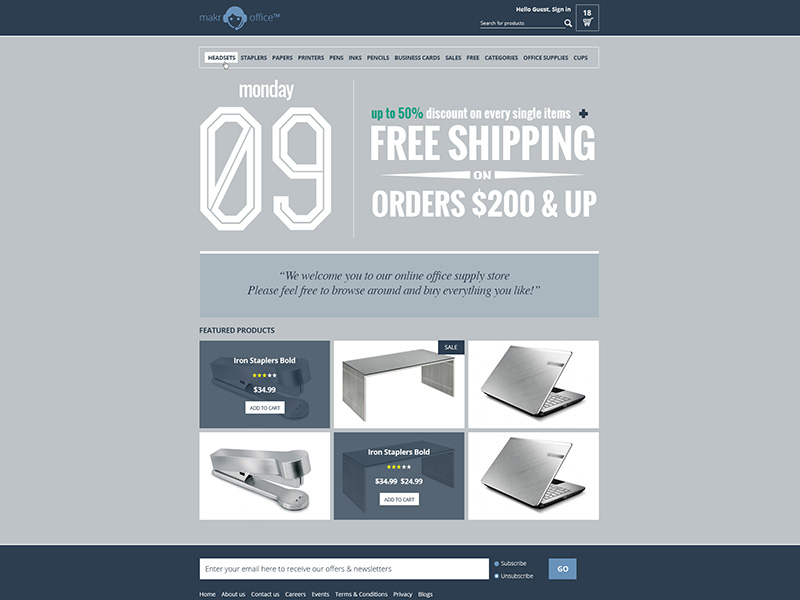 makr office™
Hello Guest, Sign in
Search for products
18
HEADSETS STAPLERS PAPERS PRINTERS PENS INKS PENCILS BUSINESS CARDS SALES FREE CATEGORIES OFFICE SUPPLIES CUPS
monday
09
up to 50% discount on every single items +
FREE SHIPPING
ON
ORDERS $200 & UP
“We welcome you to our online office supply store
Please feel free to browse around and buy everything you like!”
FEATURED PRODUCTS
Iron Staplers Bold
$34.99
ADD TO CART
SALE
Iron Staplers Bold
$34.99 $24.99
ADD TO CART
Enter your email here to receive our offers & newsletters
Subscribe
Unsubscribe
GO
Home About us Contact us Careers Events Terms & Conditions Privacy Blogs